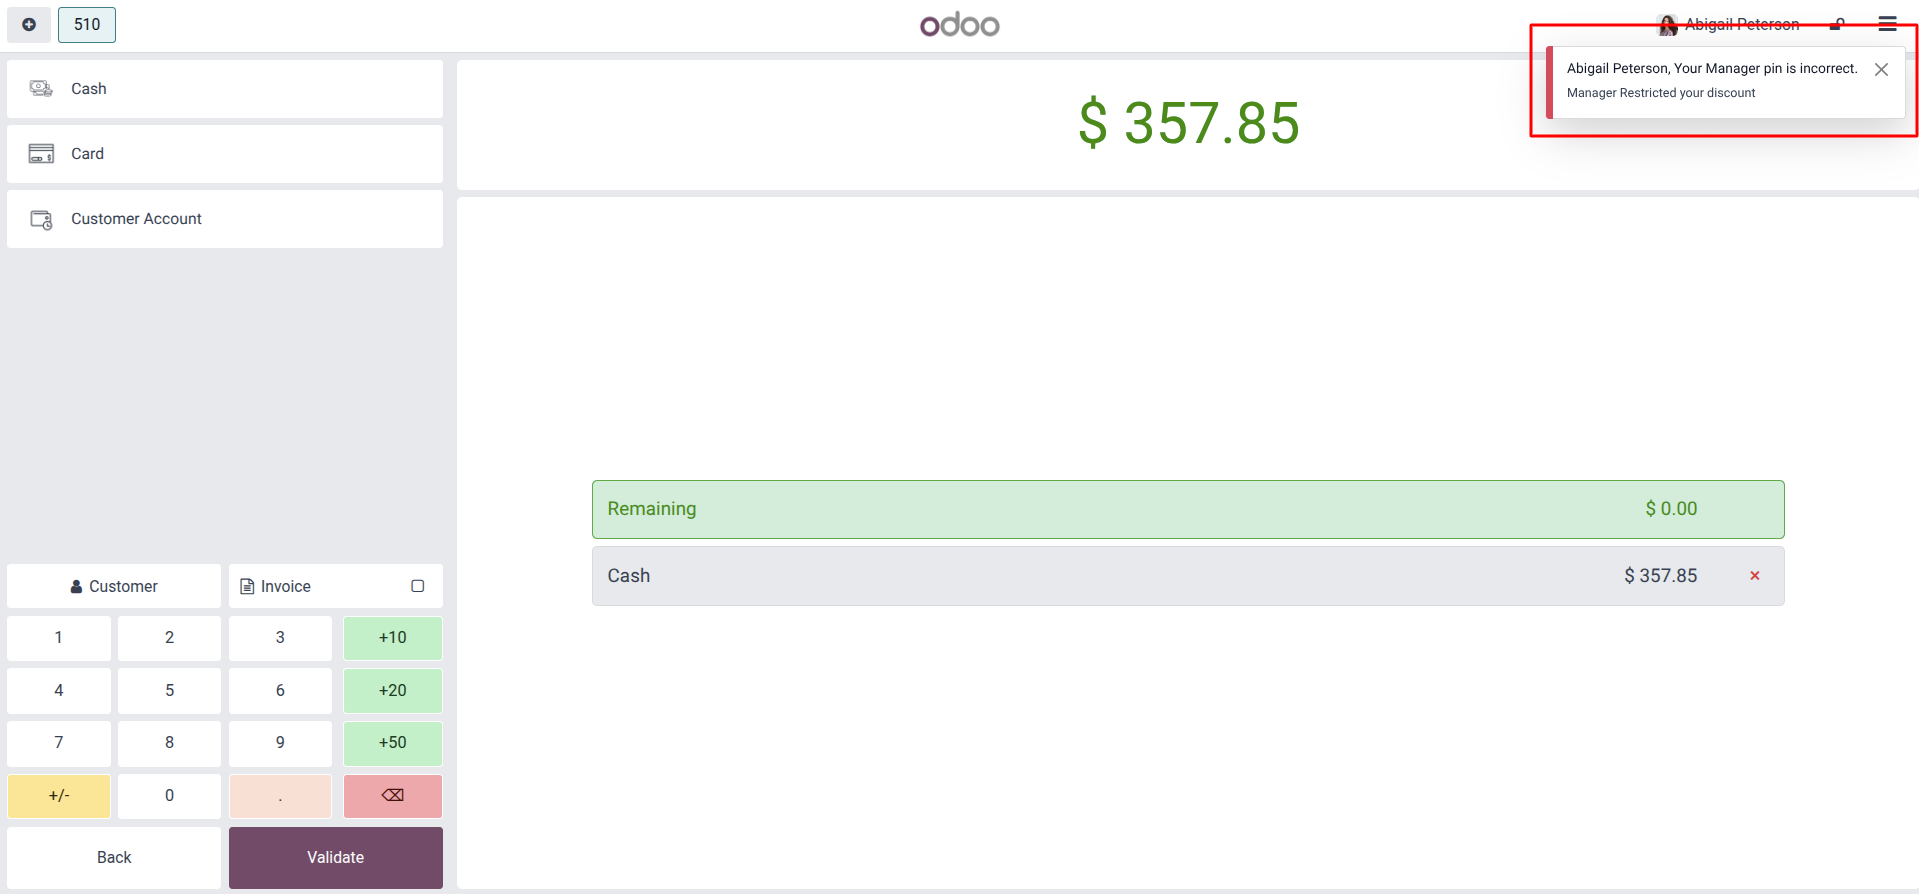 510
odoo
Abigail Peterson
Abigail Peterson, Your Manager pin is incorrect.
Manager Restricted your discount
Cash
Card
Customer Account
$ 357.85
Remaining $ 0.00
Cash $ 357.85 ×
Customer Invoice
1 2 3 +10
4 5 6 +20
7 8 9 +50
+/- 0 . ⌫
Back Validate